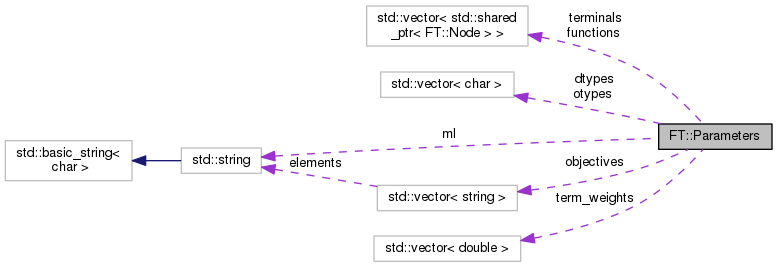 std::vector< std::shared
_ptr< FT::Node > >
terminals
functions
std::vector< char >
dtypes
otypes
FT::Parameters
ml
std::basic_string<
char >
std::string
elements
objectives
std::vector< string >
term_weights
std::vector< double >